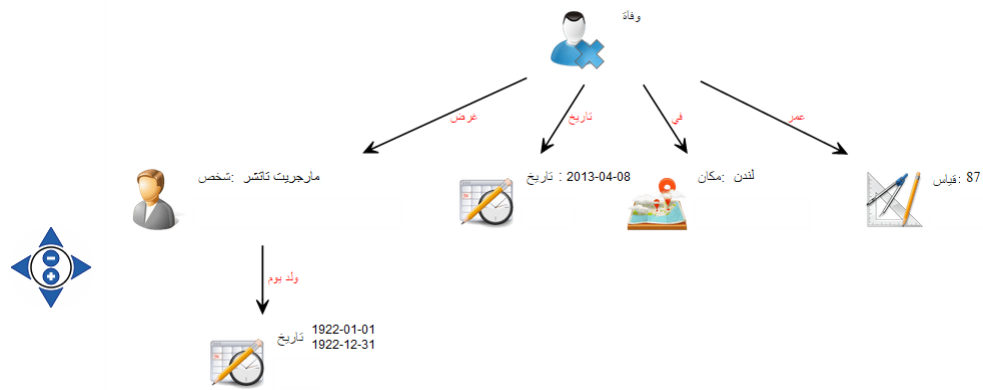 وفاة
غرض
تاريخ
في
عمر
شخص: مارجريت تاتشر
تاريخ : 2013-04-08
مكان: لندن
قياس: 87
ولد يوم
تاريخ
1922-01-01
1922-12-31